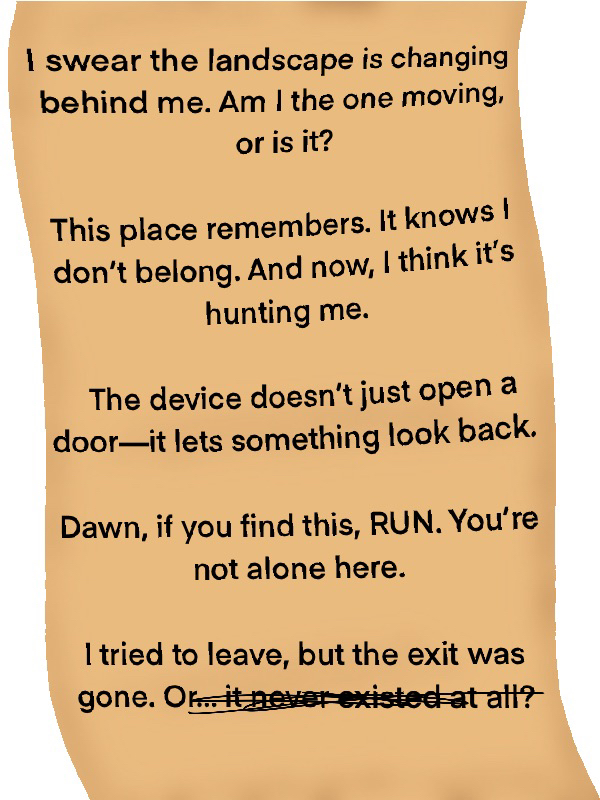 I swear the landscape is changing
behind me. Am I the one moving,
or is it?
This place remembers. It knows I
don't belong. And now, I think it's
hunting me.
The device doesn't just open a
door—it lets something look back.
Dawn, if you find this, RUN. You're
not alone here.
I tried to leave, but the exit was
gone. Or... it never existed at all?